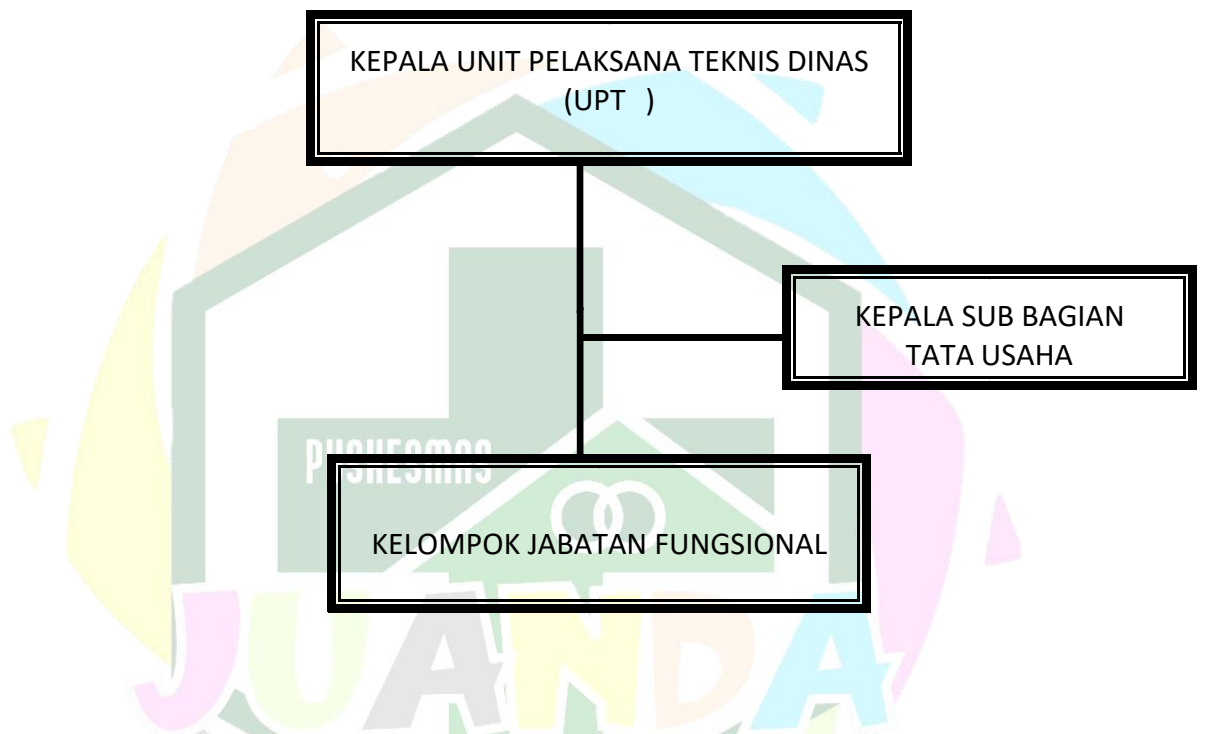 KEPALA UNIT PELAKSANA TEKNIS DINAS
(UPT )
KEPALA SUB BAGIAN
TATA USAHA
PUSKESMAS
KELOMPOK JABATAN FUNGSIONAL
JUANDA